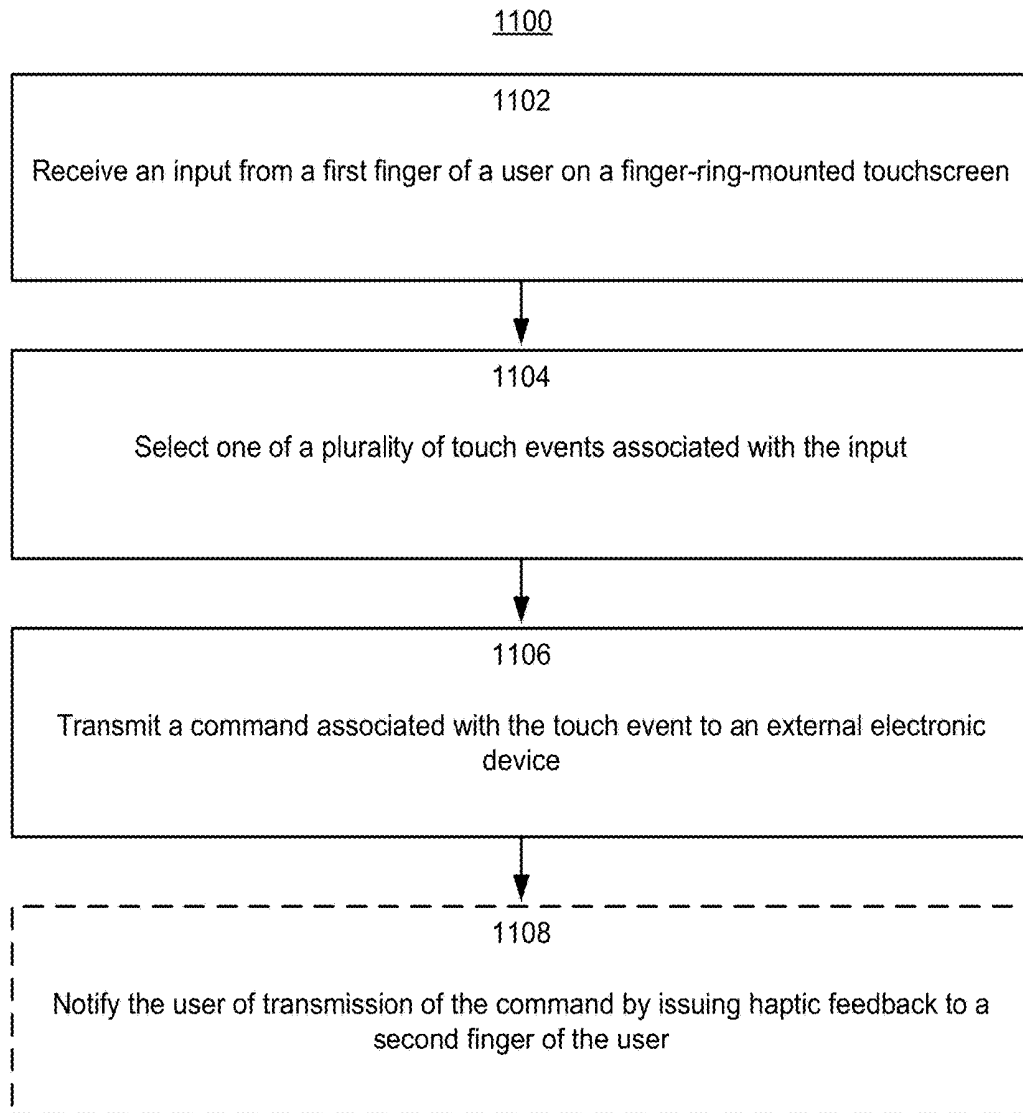 1100
1102
Receive an input from a first finger of a user on a finger-ring-mounted touchscreen
1104
Select one of a plurality of touch events associated with the input
1106
Transmit a command associated with the touch event to an external electronic
device
1108
Notify the user of transmission of the command by issuing haptic feedback to a
second finger of the user